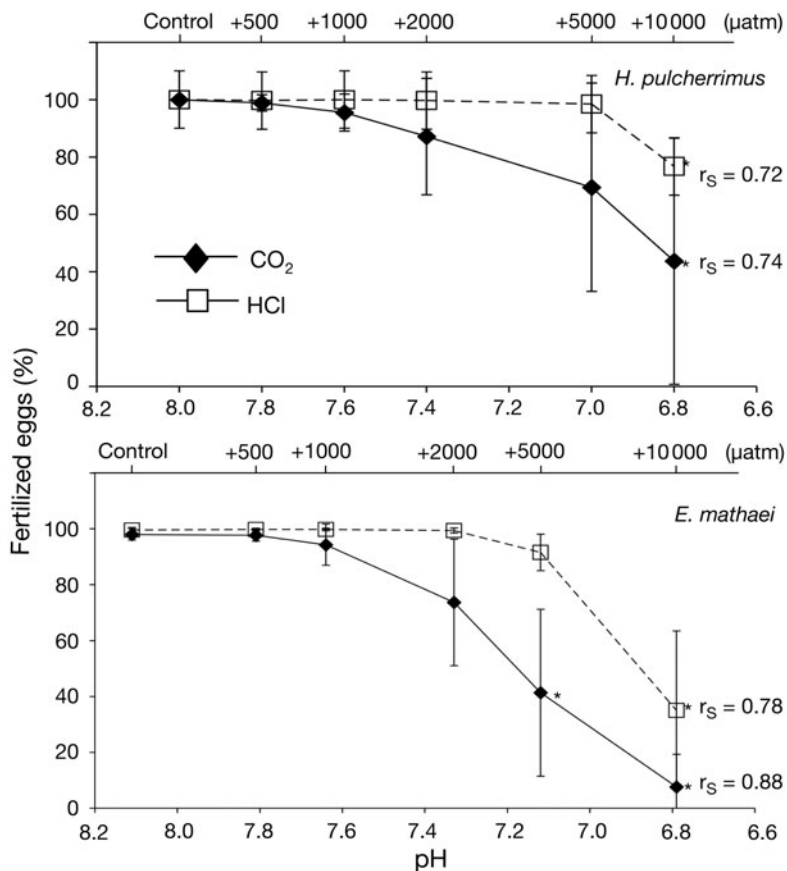 Control +500 +1000 +2000 +5000 +10000 (µatm)
H. pulcherrimus
100
80
60
40
20
0
* rS = 0.72
* rS = 0.74
CO2
HCl
8.2 8.0 7.8 7.6 7.4 7.2 7.0 6.8 6.6
Fertilized eggs (%)
Control +500 +1000 +2000 +5000 +10000 (µatm)
E. mathaei
100
80
60
40
20
0
*
* rS = 0.78
* rS = 0.88
8.2 8.0 7.8 7.6 7.4 7.2 7.0 6.8 6.6
pH